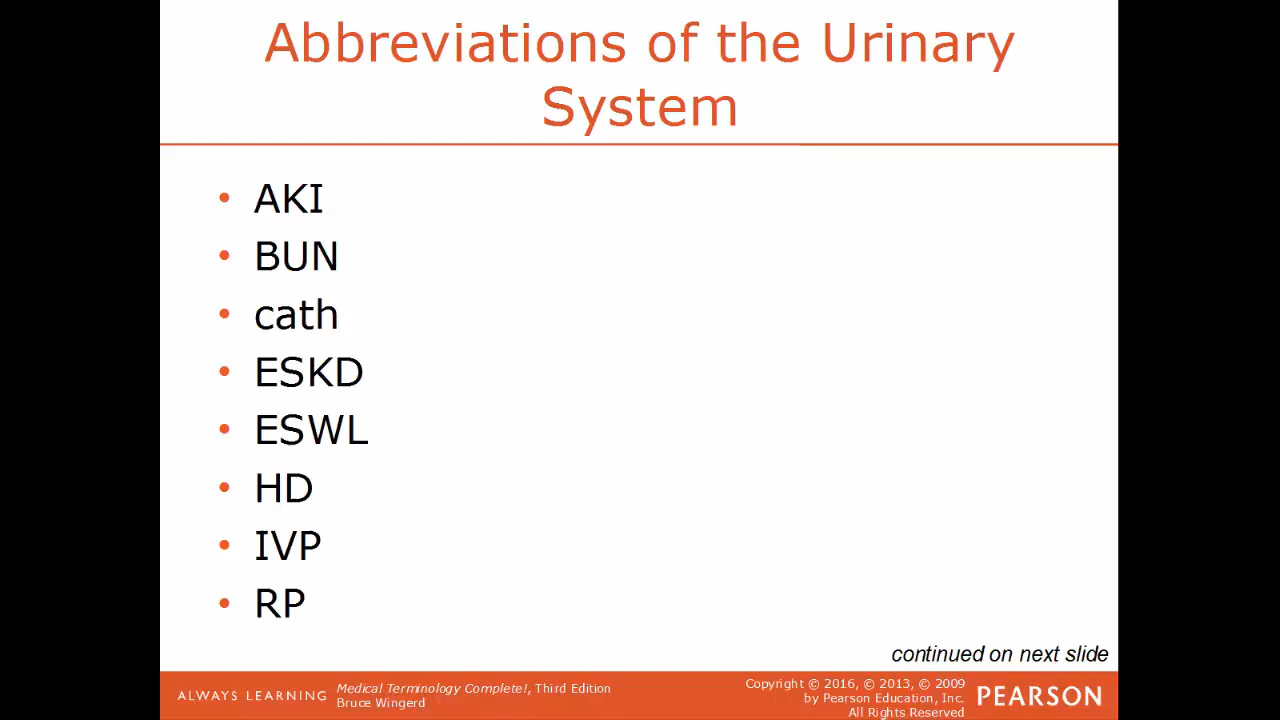 Abbreviations of the Urinary
System
• AKI
• BUN
• cath
• ESKD
• ESWL
• HD
• IVP
• RP
continued on next slide
ALWAYS LEARNING
Medical Terminology Complete!, Third Edition
Bruce Wingerd
Copyright © 2016, © 2013, © 2009
by Pearson Education, Inc.
All Rights Reserved
PEARSON